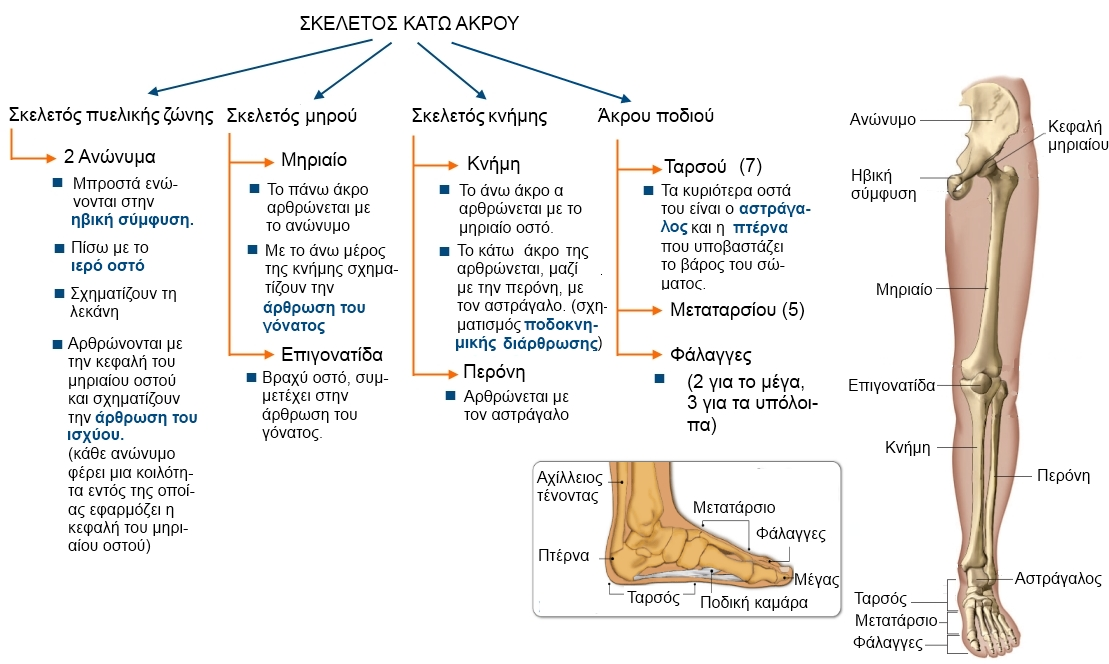 ΣΚΕΛΕΤΟΣ ΚΑΤΩ ΑΚΡΟΥ
Σκελετός πυελικής ζώνης
2 Ανώνυμα
Μπροστά ενώ-
νονται στην
ηβική σύμφυση.
Πίσω με το
ιερό οστό
Σχηματίζουν τη
λεκάνη
Αρθρώνονται με
την κεφαλή του
μηριαίου οστού
και σχηματίζουν
την άρθρωση του
ισχύου.
(κάθε ανώνυμο
φέρει μια κοιλότη-
τα εντός της οποί-
ας εφαρμόζει η
κεφαλή του μηρι-
αίου οστού)
Σκελετός μηρού
Μηριαίο
Το πάνω άκρο
αρθρώνεται με
το ανώνυμο
Με το άνω μέρος
της κνήμης σχημα-
τίζουν την
άρθρωση του
γόνατος
Επιγονατίδα
Βραχύ οστό, συμ-
μετέχει στην
άρθρωση του
γόνατος.
Σκελετός κνήμης
Κνήμη
Το άνω άκρο α
αρθρώνεται με το
μηριαίο οστό.
Το κάτω άκρο της
αρθρώνεται, μαζί
με την περόνη, με
τον αστράγαλο. (σχη-
ματισμός ποδοκνη-
μικής διάρθρωσης)
Περόνη
Αρθρώνεται με
τον αστράγαλο
Άκρου ποδιού
Ταρσού (7)
Τα κυριότερα οστά
του είναι ο αστράγα-
λος και η πτέρνα
που υποβαστάζει
το βάρος του σώ-
ματος.
Μεταταρσίου (5)
Φάλαγγες
(2 για το μέγα,
3 για τα υπόλοι-
πα)
Αχίλλειος
τένοντας
Μετατάρσιο
Φάλαγγες
Πτέρνα
Μέγας
Ταρσός
Ποδική καμάρα
Ανώνυμο
Κεφαλή
μηριαίου
Ηβική
σύμφυση
Μηριαίο
Επιγονατίδα
Κνήμη
Περόνη
Αστράγαλος
Ταρσός
Μετατάρσιο
Φάλαγγες